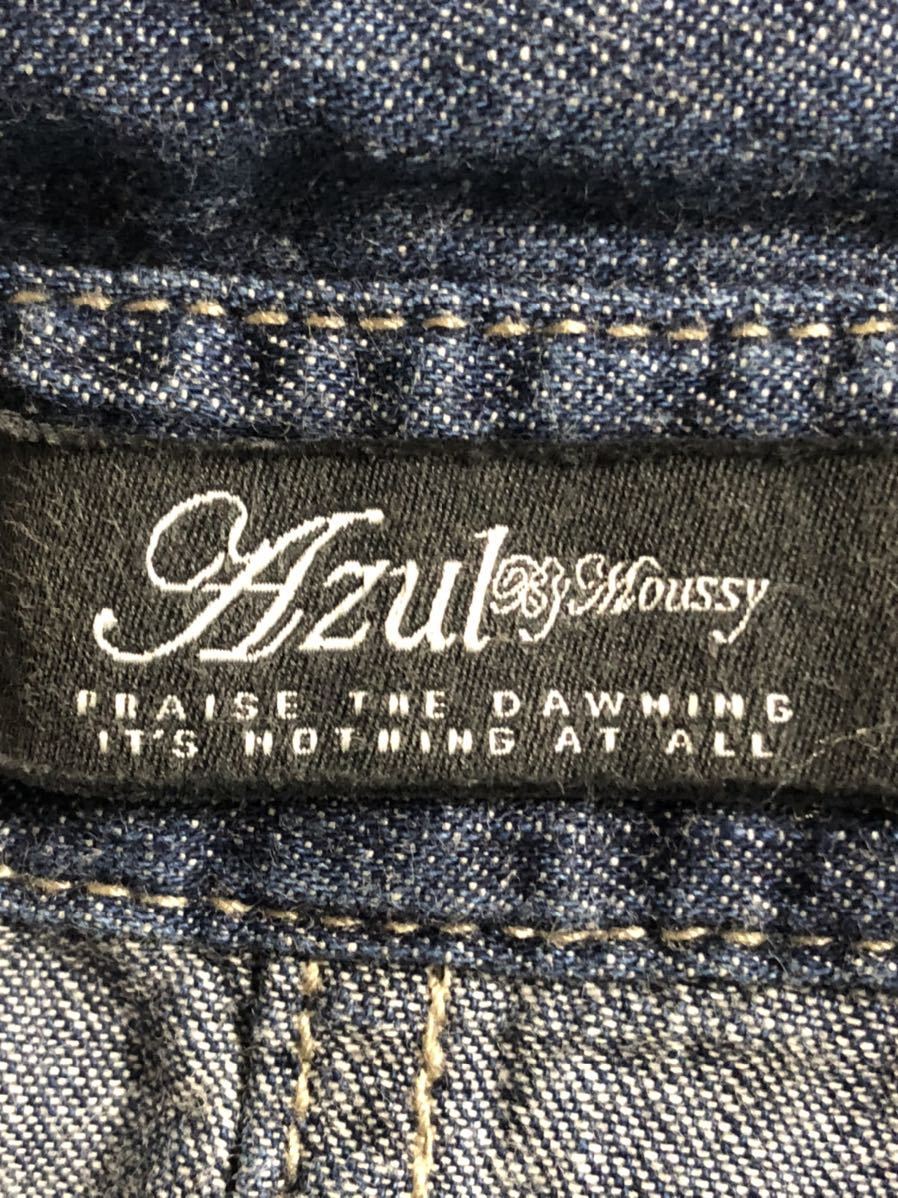 Azul By Moussy
PRAISE THE DAWNING
IT'S NOTHING AT ALL